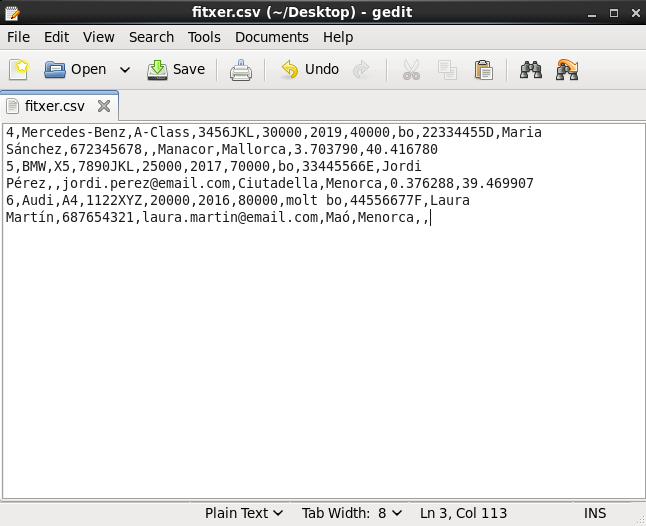 fitxer.csv (~/Desktop) - gedit
File Edit View Search Tools Documents Help
Open Save Undo
fitxer.csv
4,Mercedes-Benz,A-Class,3456JKL,30000,2019,40000,bo,22334455D,Maria
Sánchez,672345678,,Manacor,Mallorca,3.703790,40.416780
5,BMW,X5,7890JKL,25000,2017,70000,bo,33445566E,Jordi
Pérez,,jordi.perez@email.com,Ciutadella,Menorca,0.376288,39.469907
6,Audi,A4,1122XYZ,20000,2016,80000,molt bo,44556677F,Laura
Martín,687654321,laura.martin@email.com,Maó,Menorca,,
Plain Text Tab Width: 8 Ln 3, Col 113 INS